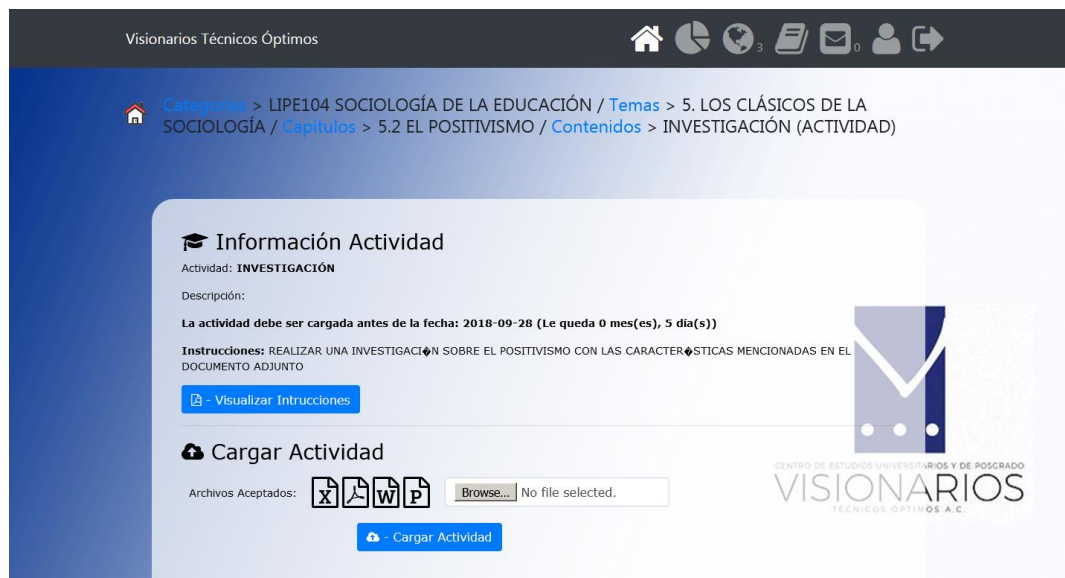 Visionarios Técnicos Óptimos
3
0
Categorias > LIPE104 SOCIOLOGÍA DE LA EDUCACIÓN / Temas > 5. LOS CLÁSICOS DE LA
SOCIOLOGÍA / Capítulos > 5.2 EL POSITIVISMO / Contenidos > INVESTIGACIÓN (ACTIVIDAD)
Información Actividad
Actividad: INVESTIGACIÓN
Descripción:
La actividad debe ser cargada antes de la fecha: 2018-09-28 (Le queda 0 mes(es), 5 día(s))
Instrucciones: REALIZAR UNA INVESTIGACI�N SOBRE EL POSITIVISMO CON LAS CARACTER�STICAS MENCIONADAS EN EL
DOCUMENTO ADJUNTO
- Visualizar Intrucciones
Cargar Actividad
Archivos Aceptados: X W P Browse... No file selected.
- Cargar Actividad
CENTRO DE ESTUDIOS UNIVERSITARIOS Y DE POSGRADO
VISIONARIOS
TÉCNICOS ÓPTIMOS A.C.